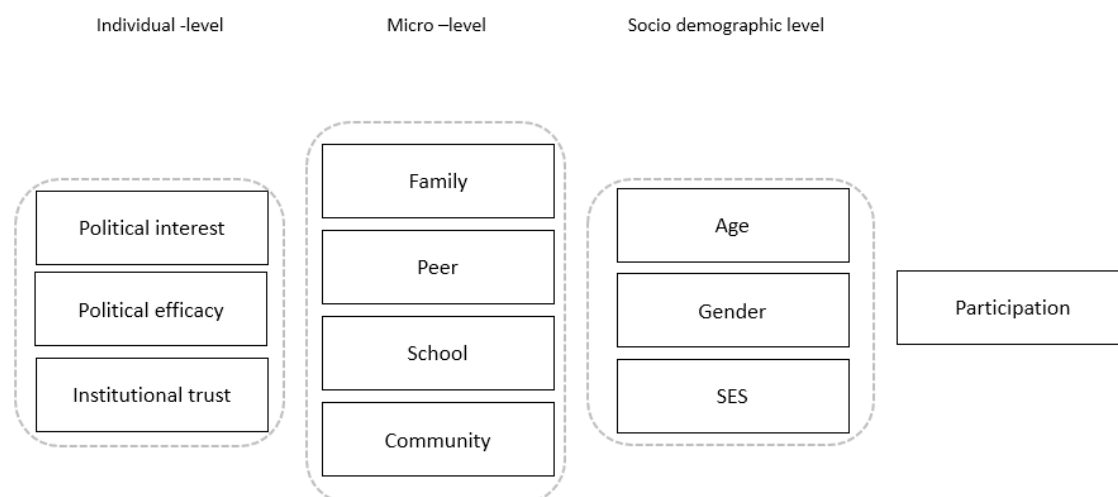 Individual -level
Micro –level
Socio demographic level
Political interest
Political efficacy
Institutional trust
Family
Peer
School
Community
Age
Gender
SES
Participation